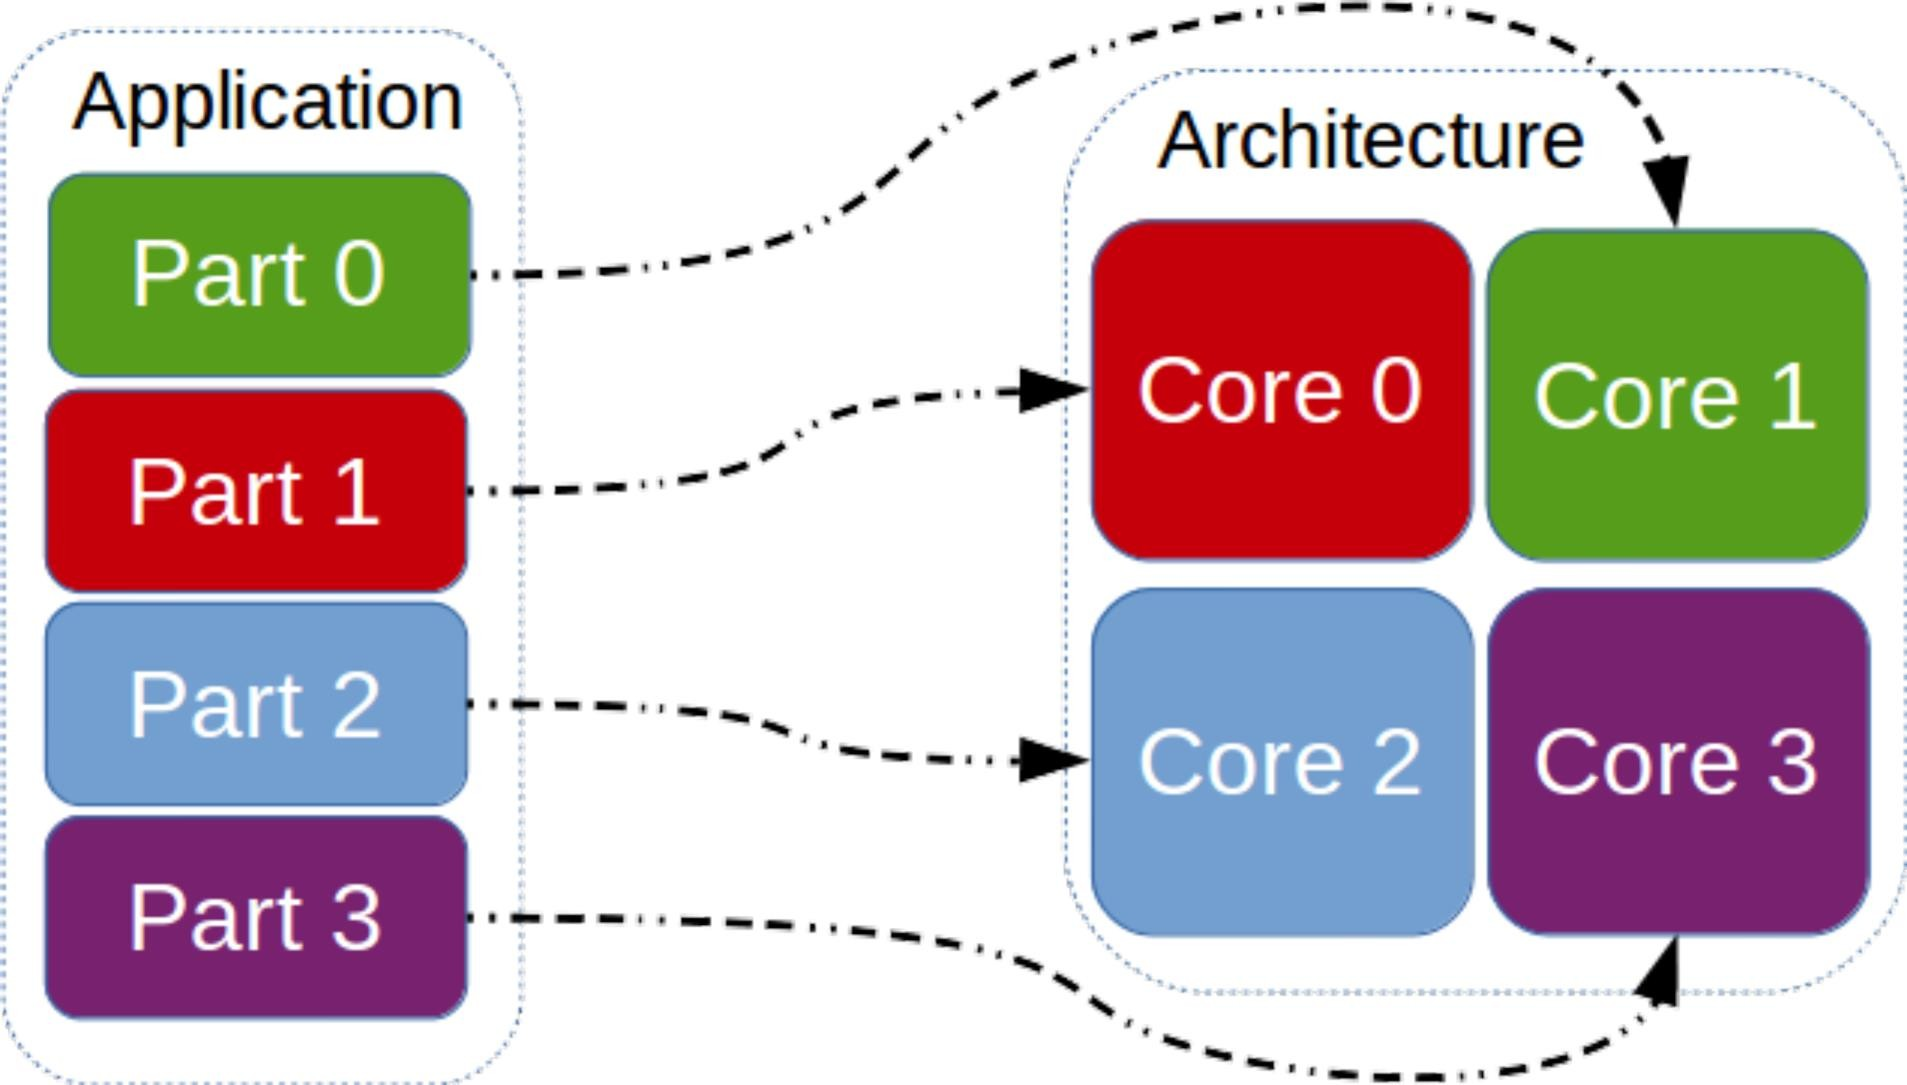 Application
Part 0
Part 1
Part 2
Part 3
Architecture
Core 0
Core 1
Core 2
Core 3